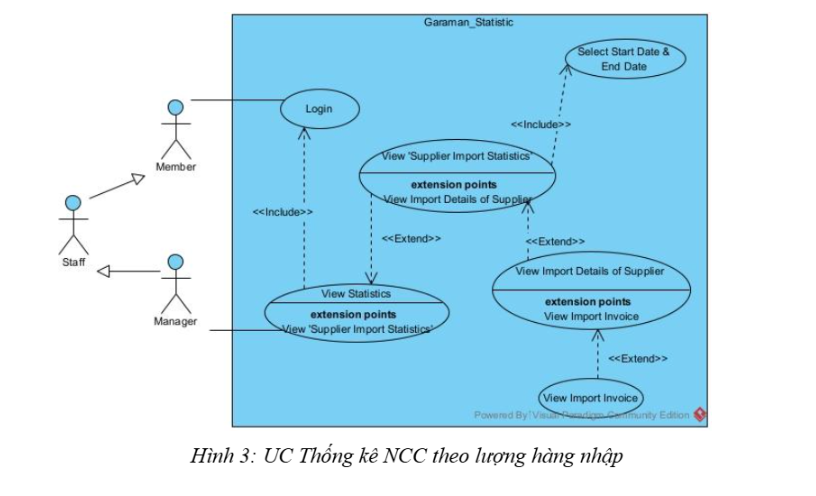 Garaman_Statistic
Select Start Date &
End Date
Login
<<Include>>
Member
View 'Supplier Import Statistics'
extension points
View Import Details of Supplier
<<Include>>
<<Extend>>
<<Extend>>
Staff
View Import Details of Supplier
extension points
View Import Invoice
View Statistics
extension points
View 'Supplier Import Statistics'
Manager
<<Extend>>
View Import Invoice
Powered By Visual Paradigm Community Edition
Hình 3: UC Thống kê NCC theo lượng hàng nhập